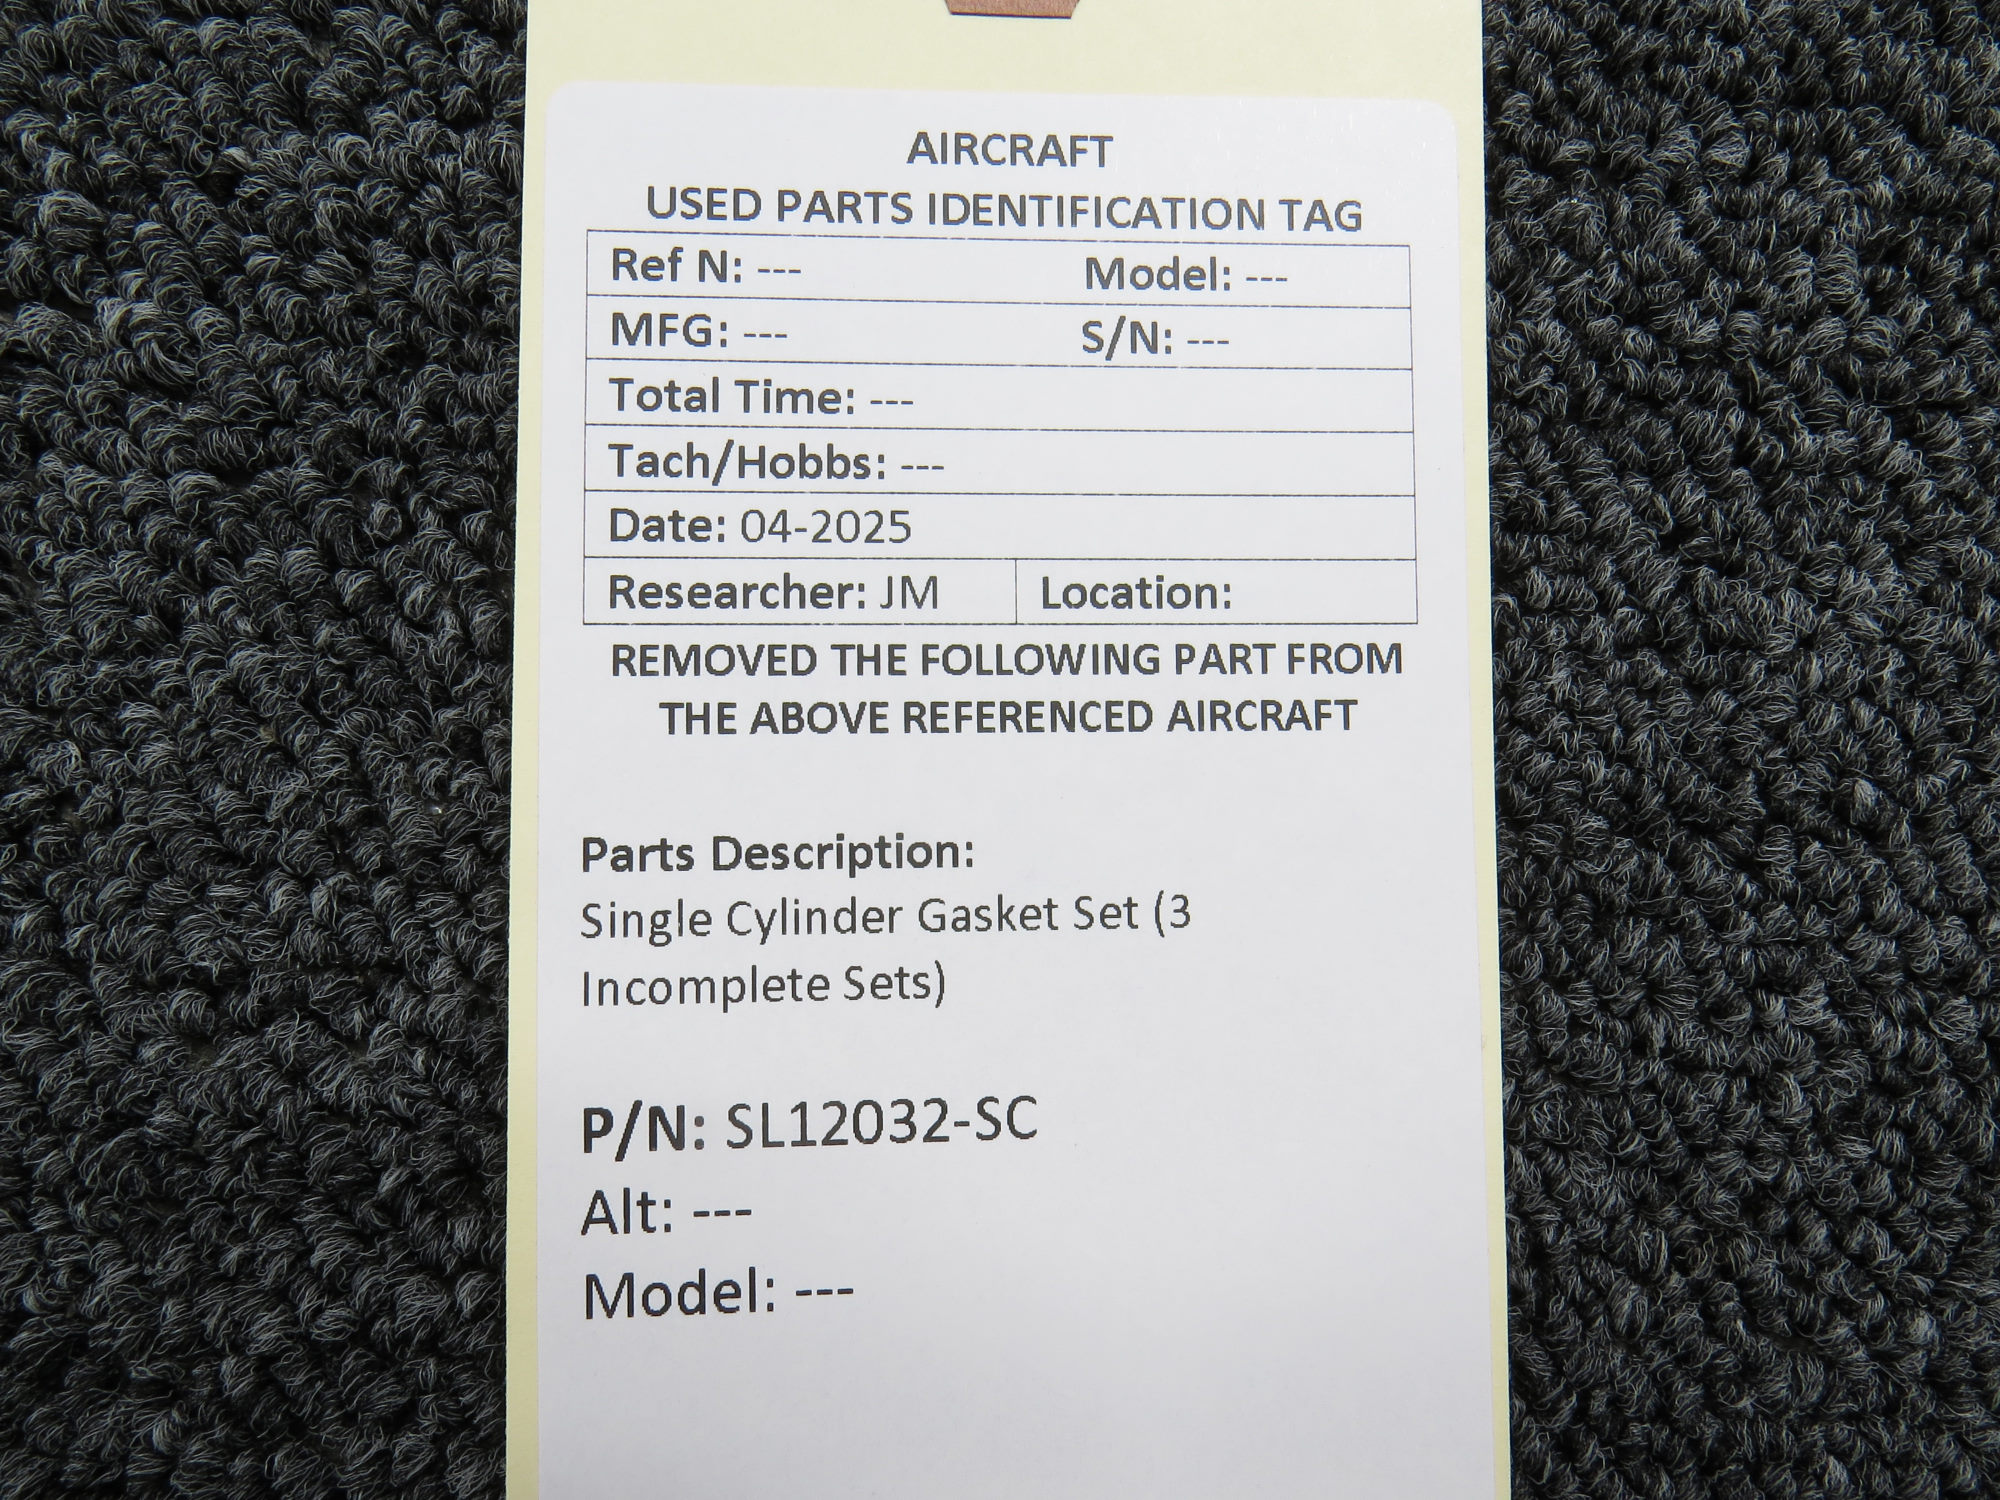 AIRCRAFT
USED PARTS IDENTIFICATION TAG
Ref N: --- Model: ---
MFG: --- S/N: ---
Total Time: ---
Tach/Hobbs: ---
Date: 04-2025
Researcher: JM Location:
REMOVED THE FOLLOWING PART FROM
THE ABOVE REFERENCED AIRCRAFT
Parts Description:
Single Cylinder Gasket Set (3
Incomplete Sets)
P/N: SL12032-SC
Alt: ---
Model: ---